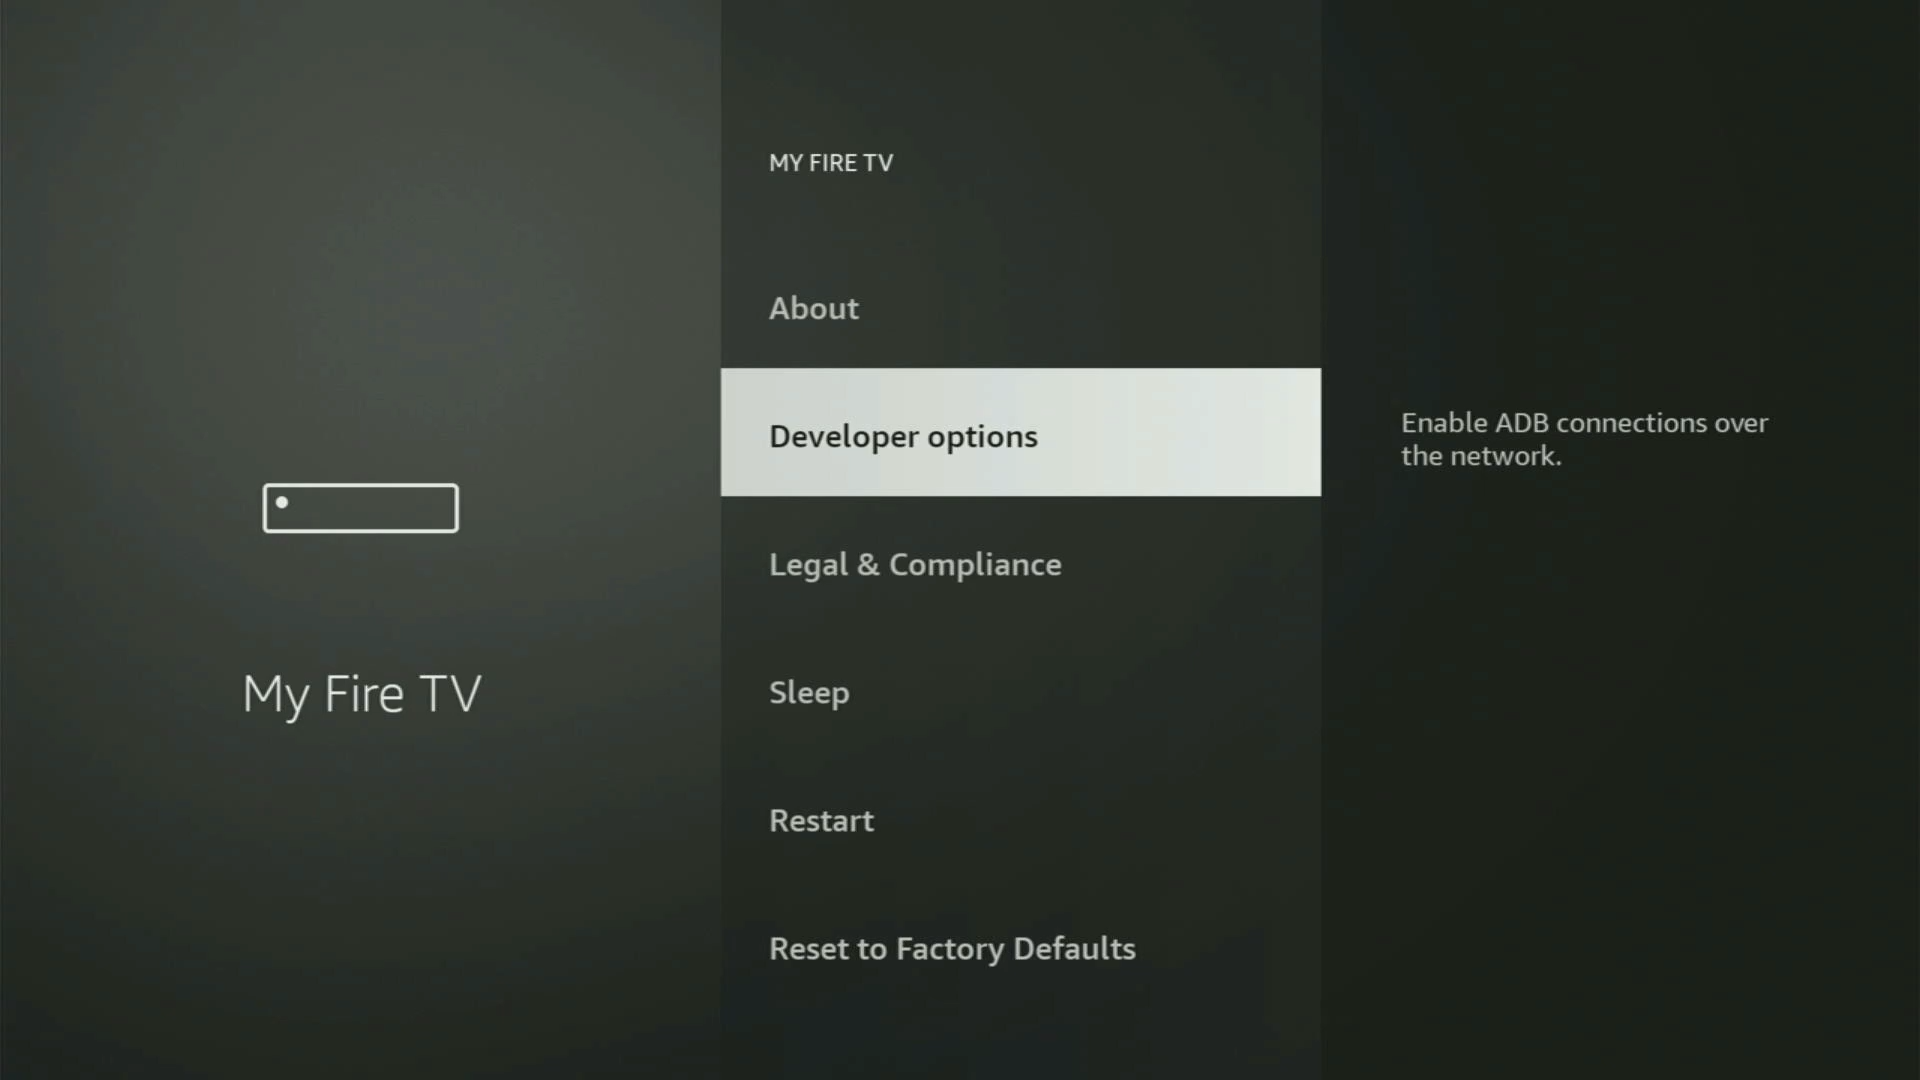 My Fire TV
MY FIRE TV
About
Developer options
Legal & Compliance
Sleep
Restart
Reset to Factory Defaults
Enable ADB connections over
the network.